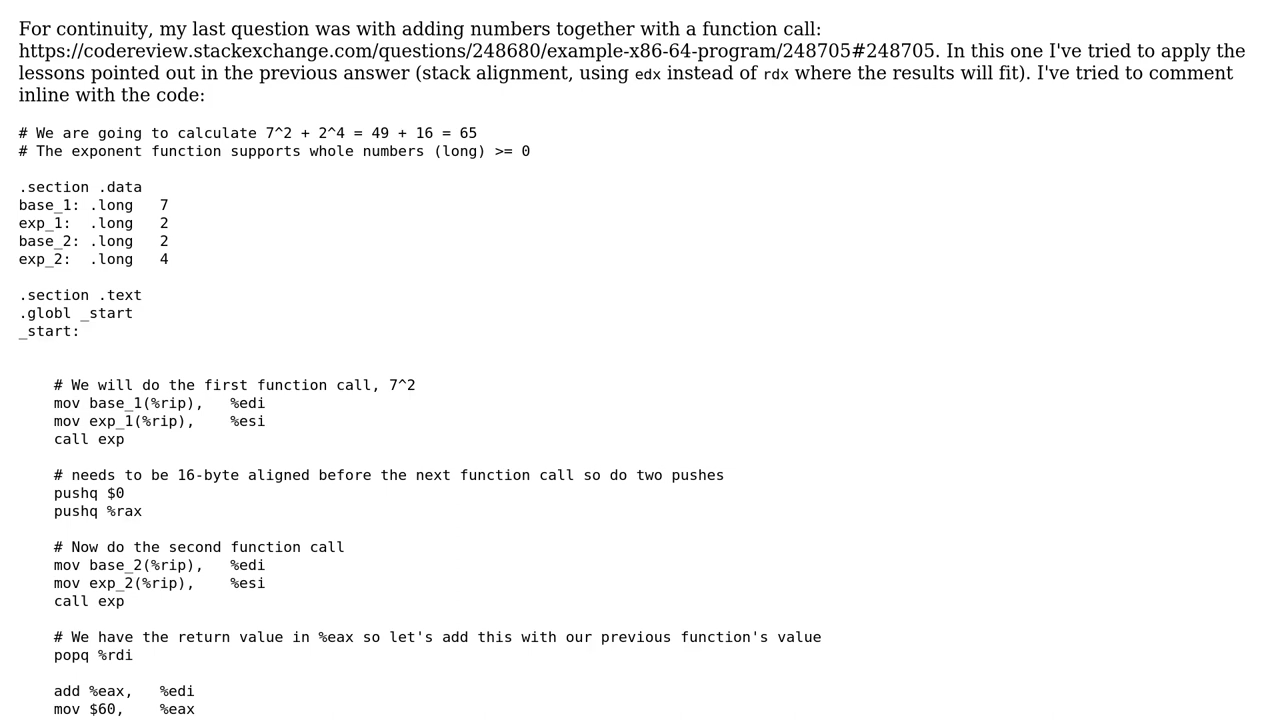 For continuity, my last question was with adding numbers together with a function call:
https://codereview.stackexchange.com/questions/248680/example-x86-64-program/248705#248705. In this one I've tried to apply the
lessons pointed out in the previous answer (stack alignment, using edx instead of rdx where the results will fit). I've tried to comment
inline with the code:
# We are going to calculate 7^2 + 2^4 = 49 + 16 = 65
# The exponent function supports whole numbers (long) >= 0
.section .data
base_1: .long   7
exp_1:  .long   2
base_2: .long   2
exp_2:  .long   4
.section .text
.globl _start
_start:
    # We will do the first function call, 7^2
    mov base_1(%rip),   %edi
    mov exp_1(%rip),    %esi
    call exp
    # needs to be 16-byte aligned before the next function call so do two pushes
    pushq $0
    pushq %rax
    # Now do the second function call
    mov base_2(%rip),   %edi
    mov exp_2(%rip),    %esi
    call exp
    # We have the return value in %eax so let's add this with our previous function's value
    popq %rdi
    add %eax,   %edi
    mov $60,    %eax